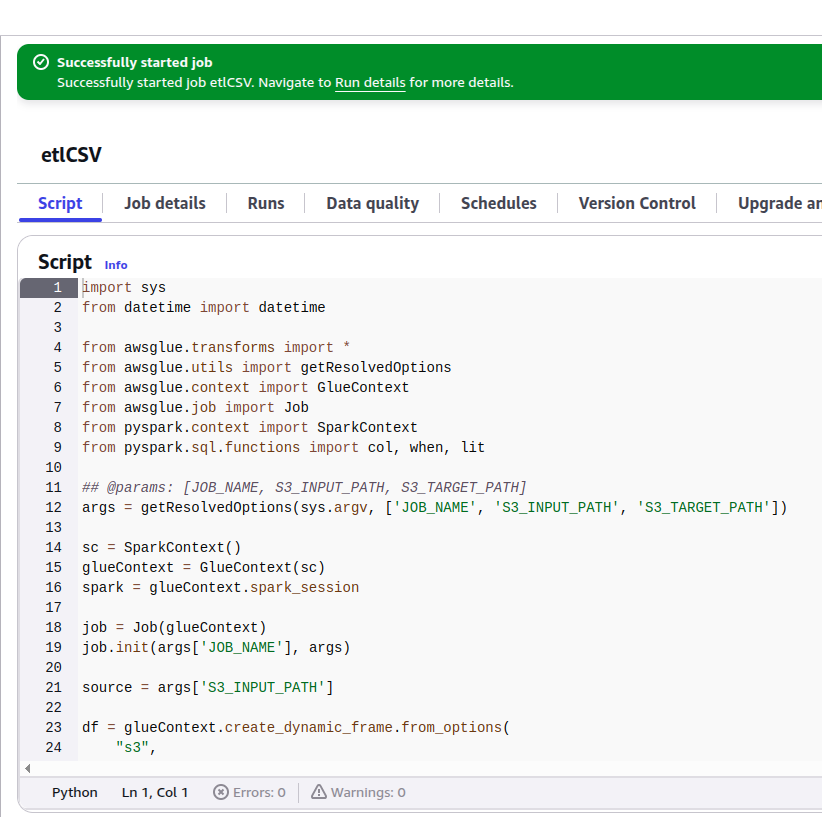 Successfully started job
Successfully started job etlCSV. Navigate to Run details for more details.
etlCSV
Script Job details Runs Data quality Schedules Version Control Upgrade
Script Info
1 import sys
2 from datetime import datetime
3
4 from awsglue.transforms import *
5 from awsglue.utils import getResolvedOptions
6 from awsglue.context import GlueContext
7 from awsglue.job import Job
8 from pyspark.context import SparkContext
9 from pyspark.sql.functions import col, when, lit
10
11 ## @params: [JOB_NAME, S3_INPUT_PATH, S3_TARGET_PATH]
12 args = getResolvedOptions(sys.argv, ['JOB_NAME', 'S3_INPUT_PATH', 'S3_TARGET_PATH'])
13
14 sc = SparkContext()
15 glueContext = GlueContext(sc)
16 spark = glueContext.spark_session
17
18 job = Job(glueContext)
19 job.init(args['JOB_NAME'], args)
20
21 source = args['S3_INPUT_PATH']
22
23 df = glueContext.create_dynamic_frame.from_options(
24 "s3",
Python Ln 1, Col 1 Errors: 0 Warnings: 0